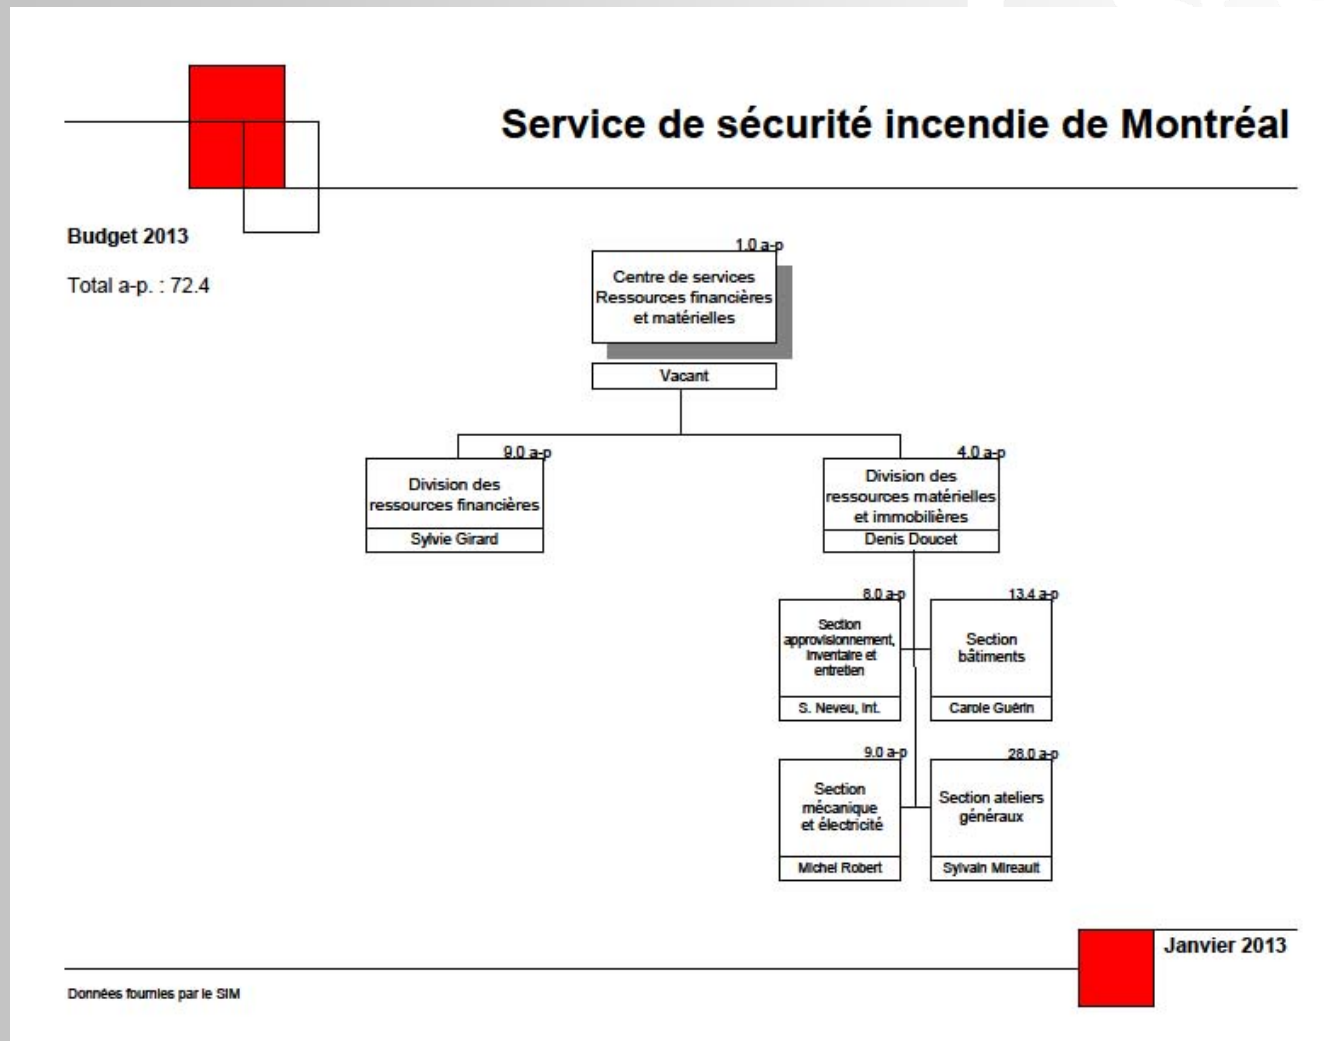 Service de sécurité incendie de Montréal
Budget 2013
Total a-p. : 72.4
1.0 a-p
Centre de services
Ressources financières
et matérielles
Vacant
9.0 a-p
Division des
ressources financières
Sylvie Girard
4.0 a-p
Division des
ressources matérielles
et immobilières
Denis Doucet
8.0 a-p
Section
approvisionnement,
inventaire et
entretien
S. Neveu, Int.
13.4 a-p
Section
bâtiments
Carole Guérin
9.0 a-p
Section
mécanique
et électricité
Michel Robert
28.0 a-p
Section ateliers
généraux
Sylvain Mireault
Janvier 2013
Données fournies par le SIM